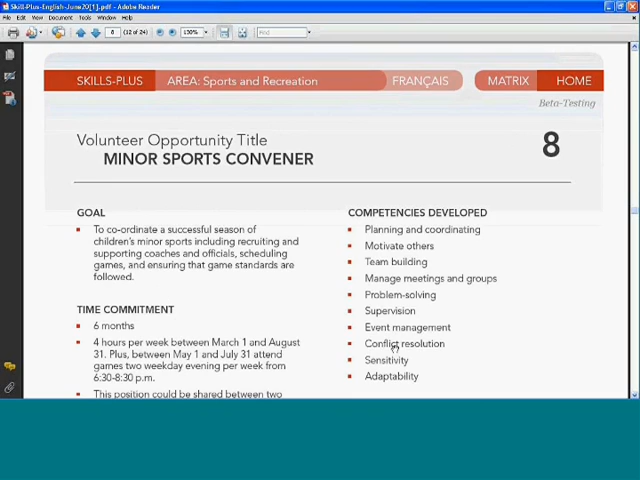 Skill-Plus-English-June20[1].pdf - Adobe Reader
File Edit View Document Tools Window Help
8 (12 of 24) 150% Find
SKILLS-PLUS AREA: Sports and Recreation FRANÇAIS MATRIX HOME
Beta-Testing
Volunteer Opportunity Title
MINOR SPORTS CONVENER
8
GOAL
To co-ordinate a successful season of
children's minor sports including recruiting and
supporting coaches and officials, scheduling
games, and ensuring that game standards are
followed.
TIME COMMITMENT
6 months
4 hours per week between March 1 and August
31. Plus, between May 1 and July 31 attend
games two weekday evening per week from
6:30-8:30 p.m.
This position could be shared between two
COMPETENCIES DEVELOPED
Planning and coordinating
Motivate others
Team building
Manage meetings and groups
Problem-solving
Supervision
Event management
Conflict resolution
Sensitivity
Adaptability